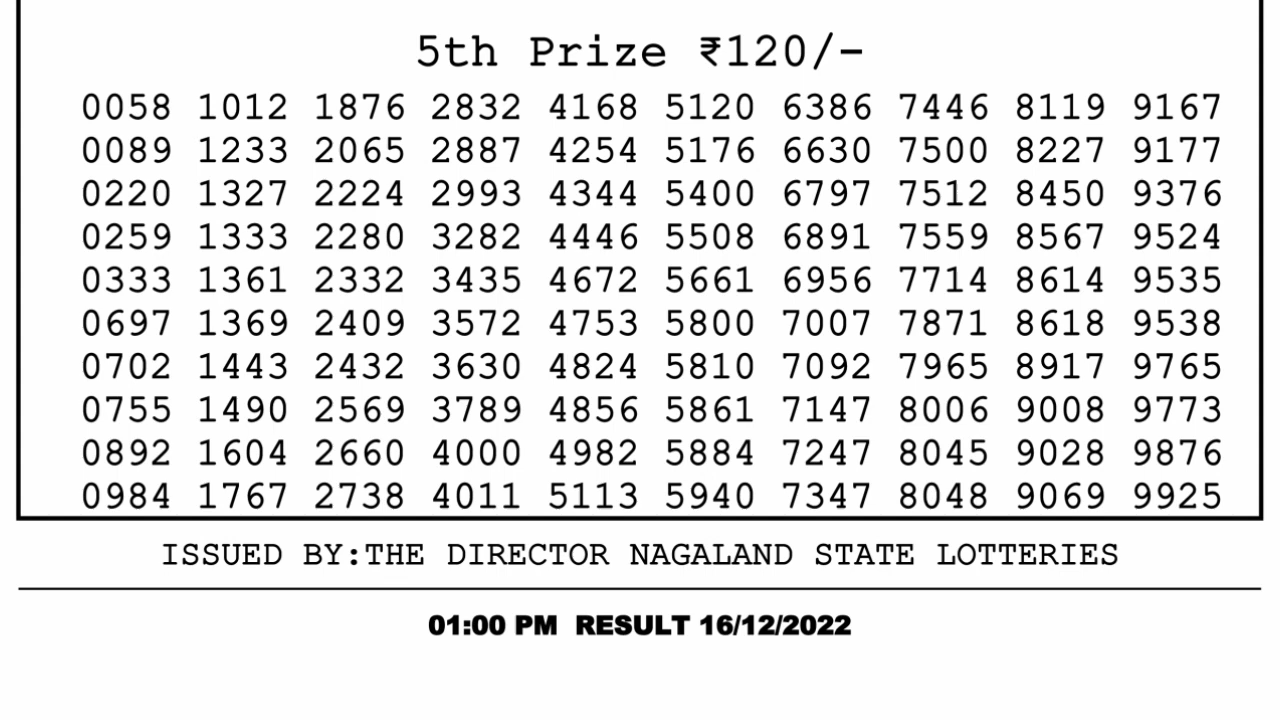 5th Prize ₹120/-
0058 1012 1876 2832 4168 5120 6386 7446 8119 9167
0089 1233 2065 2887 4254 5176 6630 7500 8227 9177
0220 1327 2224 2993 4344 5400 6797 7512 8450 9376
0259 1333 2280 3282 4446 5508 6891 7559 8567 9524
0333 1361 2332 3435 4672 5661 6956 7714 8614 9535
0697 1369 2409 3572 4753 5800 7007 7871 8618 9538
0702 1443 2432 3630 4824 5810 7092 7965 8917 9765
0755 1490 2569 3789 4856 5861 7147 8006 9008 9773
0892 1604 2660 4000 4982 5884 7247 8045 9028 9876
0984 1767 2738 4011 5113 5940 7347 8048 9069 9925
ISSUED BY:THE DIRECTOR NAGALAND STATE LOTTERIES
01:00 PM RESULT 16/12/2022